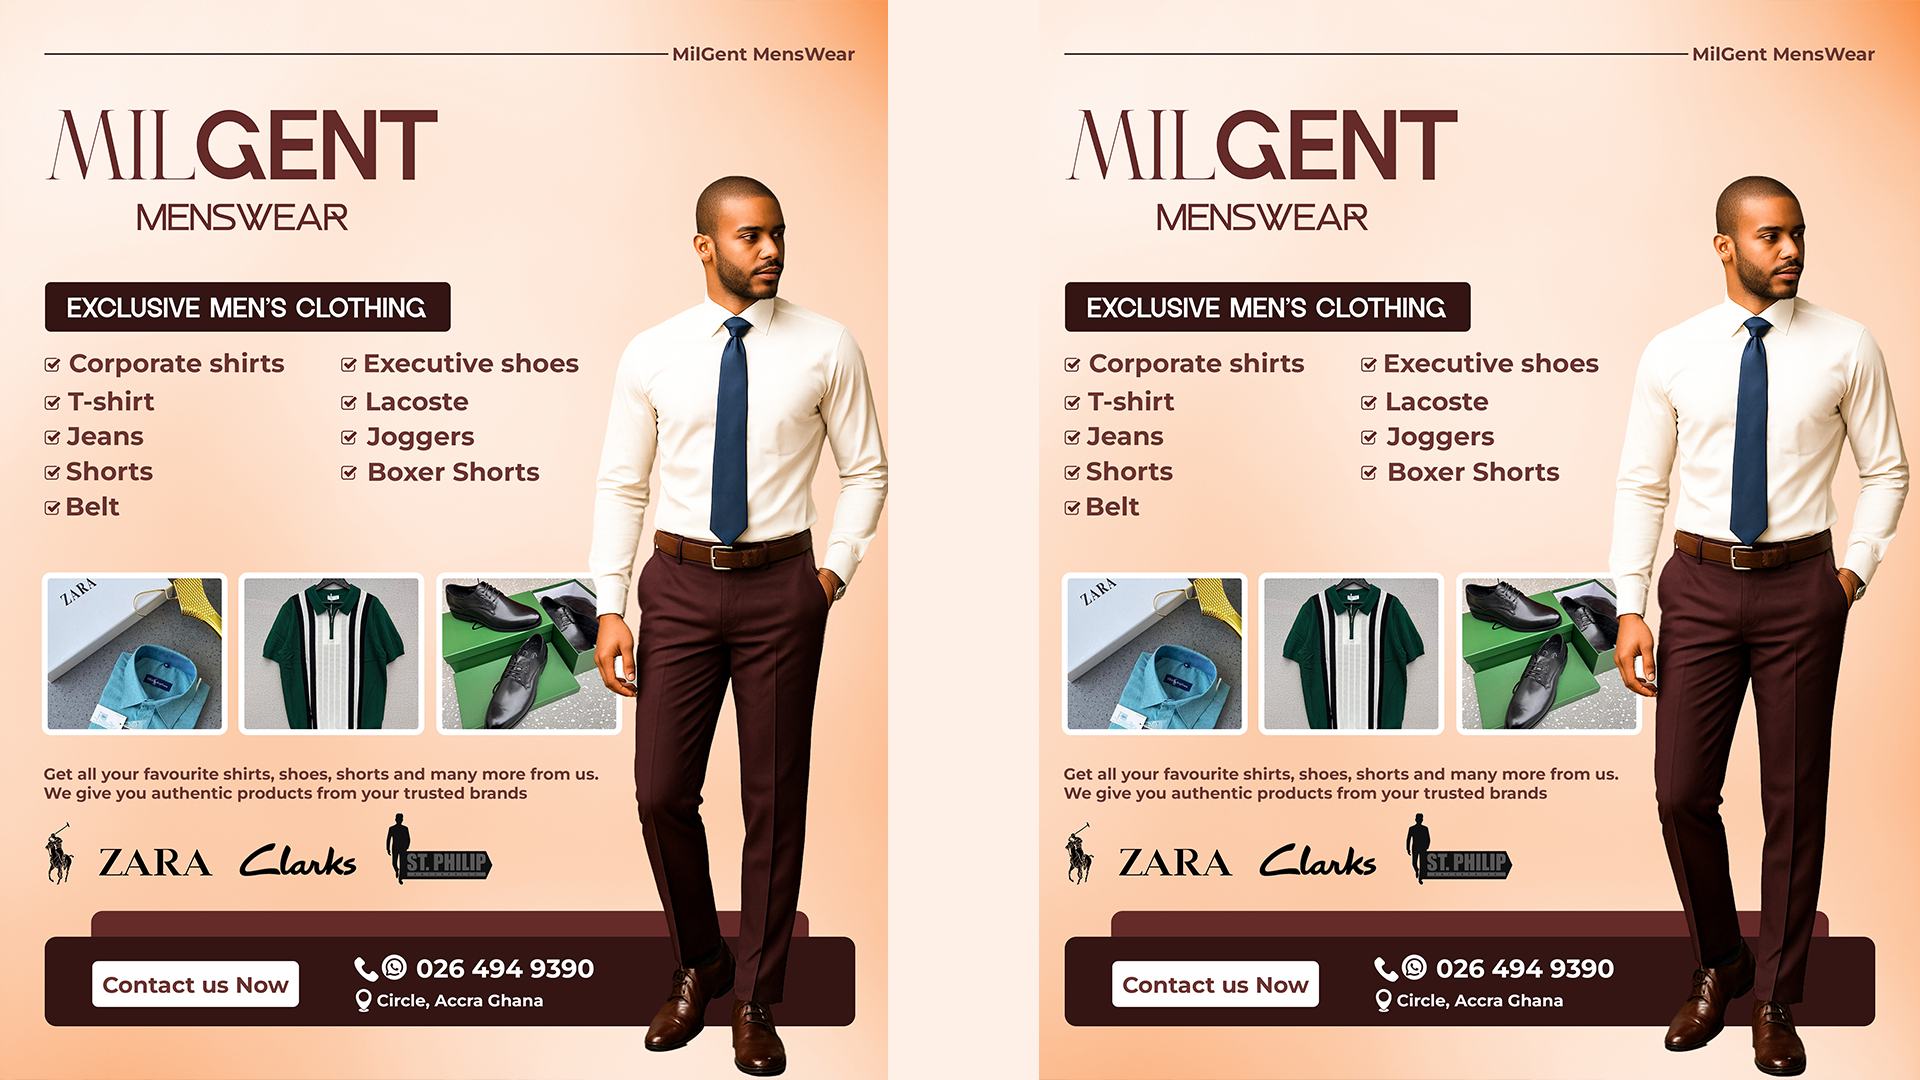 MilGent MensWear
MILGENT
MENSWEAR
EXCLUSIVE MEN'S CLOTHING
Corporate shirts
T-shirt
Jeans
Shorts
Belt
Executive shoes
Lacoste
Joggers
Boxer Shorts
ZARA
Get all your favourite shirts, shoes, shorts and many more from us.
We give you authentic products from your trusted brands
ZARA
Clarks
ST. PHILIP
Contact us Now
026 494 9390
Circle, Accra Ghana
MilGent MensWear
MILGENT
MENSWEAR
EXCLUSIVE MEN'S CLOTHING
Corporate shirts
T-shirt
Jeans
Shorts
Belt
Executive shoes
Lacoste
Joggers
Boxer Shorts
ZARA
Get all your favourite shirts, shoes, shorts and many more from us.
We give you authentic products from your trusted brands
ZARA
Clarks
ST. PHILIP
Contact us Now
026 494 9390
Circle, Accra Ghana